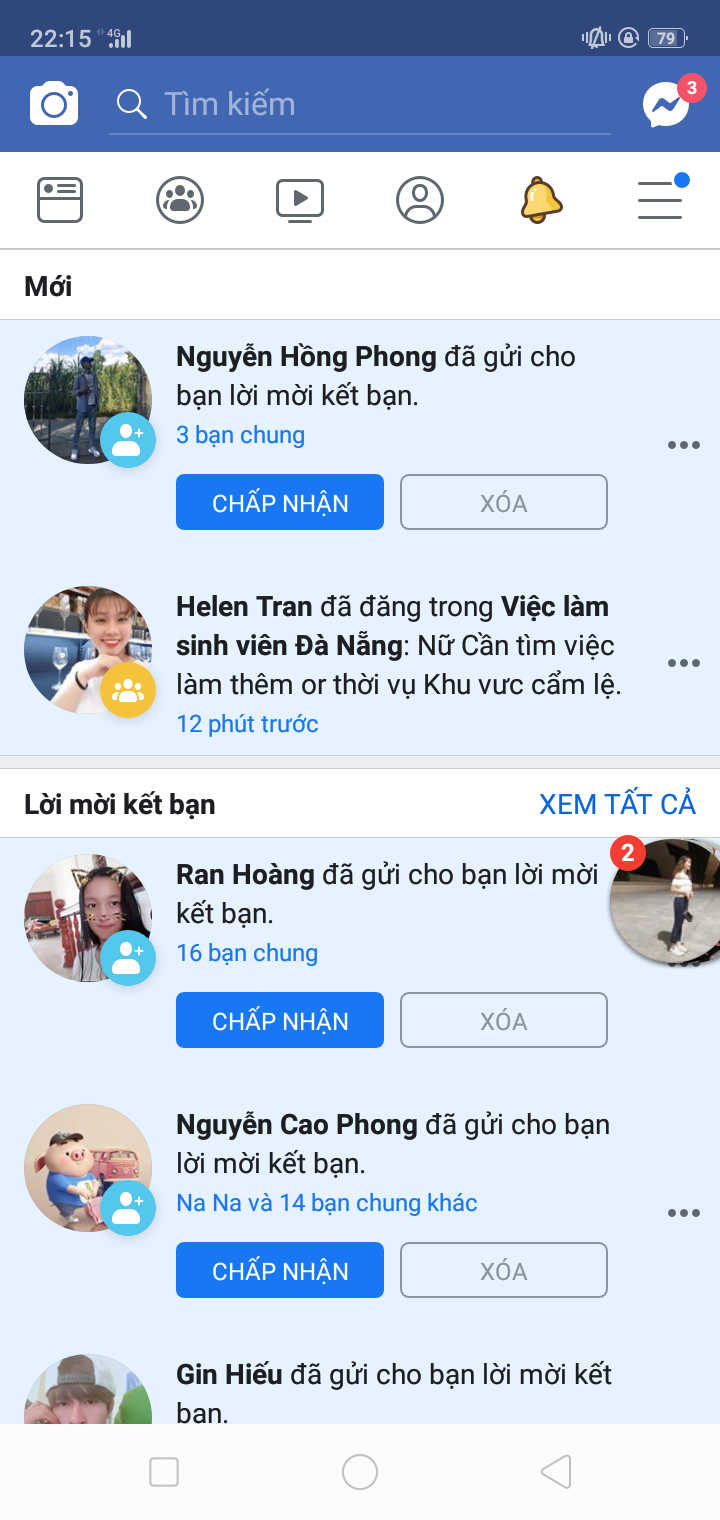 22:15 4G 79
Tìm kiếm
3
Mới
Nguyễn Hồng Phong đã gửi cho
bạn lời mời kết bạn.
3 bạn chung
CHẤP NHẬN XÓA
Helen Tran đã đăng trong Việc làm
sinh viên Đà Nẵng: Nữ Cần tìm việc
làm thêm or thời vụ Khu vưc cẩm lệ.
12 phút trước
Lời mời kết bạn XEM TẤT CẢ
2
Ran Hoàng đã gửi cho bạn lời mời
kết bạn.
16 bạn chung
CHẤP NHẬN XÓA
Nguyễn Cao Phong đã gửi cho bạn
lời mời kết bạn.
Na Na và 14 bạn chung khác
CHẤP NHẬN XÓA
Gin Hiếu đã gửi cho bạn lời mời kết
bạn.